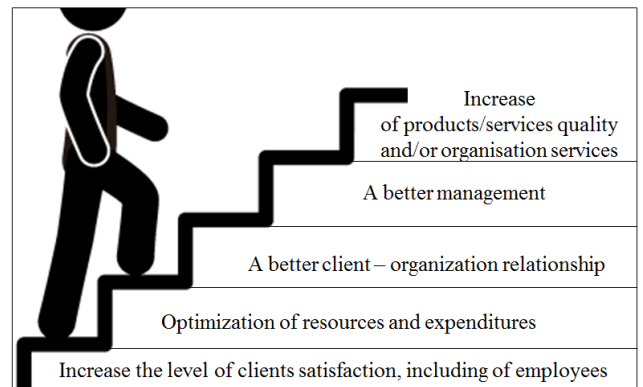 Increase
of products/services quality
and/or organisation services
A better management
A better client – organization relationship
Optimization of resources and expenditures
Increase the level of clients satisfaction, including of employees